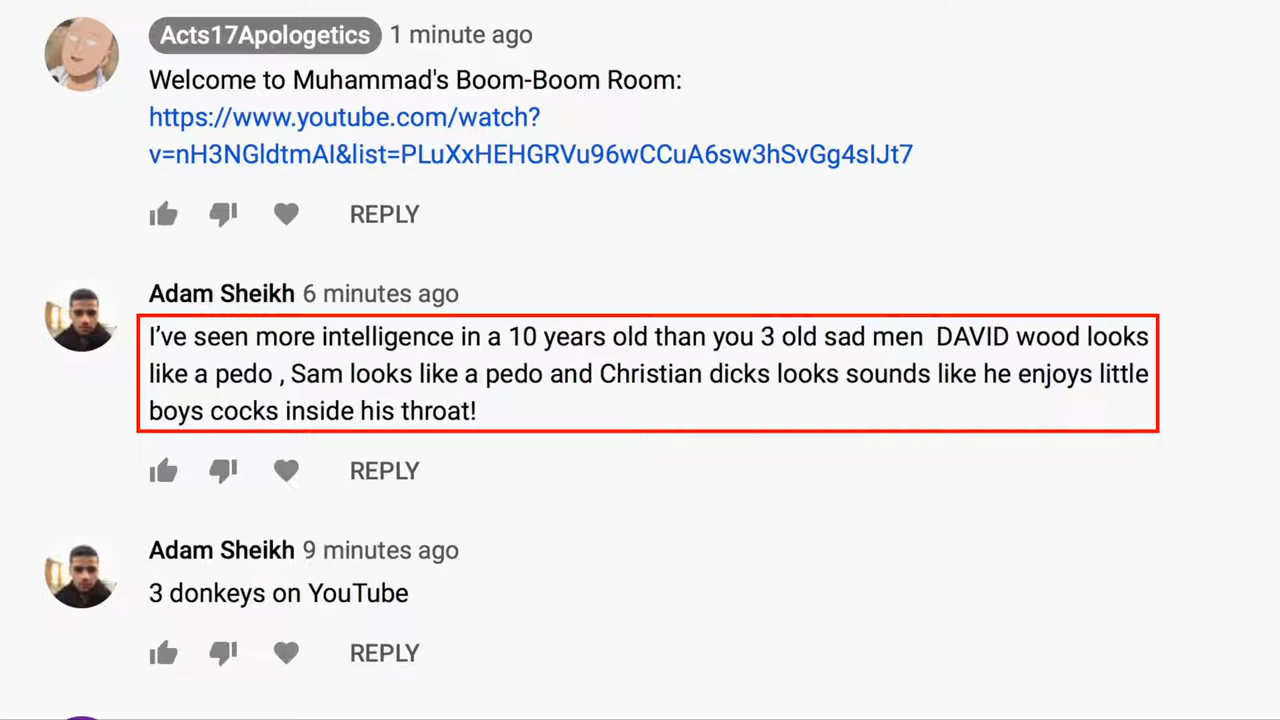 Acts17Apologetics 1 minute ago
Welcome to Muhammad's Boom-Boom Room:
https://www.youtube.com/watch?
v=nH3NGldtmAI&list=PLuXxHEHGRVu96wCCuA6sw3hSvGg4sIJt7
REPLY
Adam Sheikh 6 minutes ago
I’ve seen more intelligence in a 10 years old than you 3 old sad men DAVID wood looks
like a pedo , Sam looks like a pedo and Christian dicks looks sounds like he enjoys little
boys cocks inside his throat!
REPLY
Adam Sheikh 9 minutes ago
3 donkeys on YouTube
REPLY